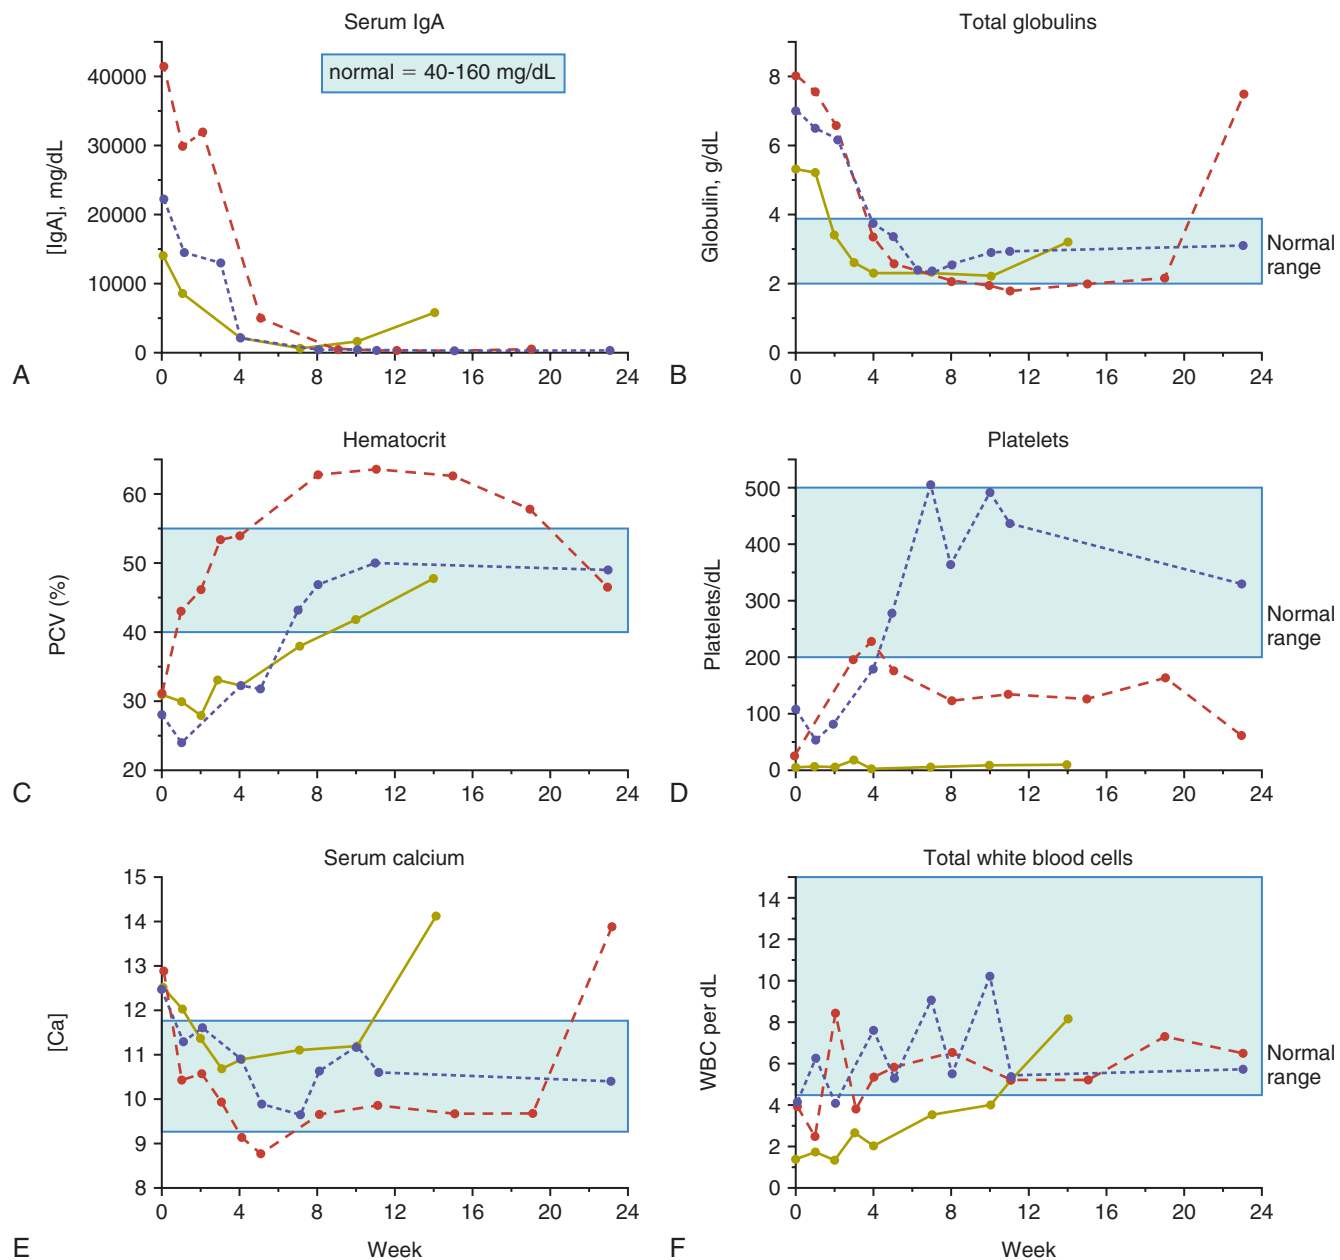 Serum IgA
normal = 40-160 mg/dL
[IgA], mg/dL
40000
30000
20000
10000
0
0 4 8 12 16 20 24
A
Total globulins
Globulin, g/dL
8
6
4
2
0
0 4 8 12 16 20 24
Normal
range
B
Hematocrit
PCV (%)
60
50
40
30
20
0 4 8 12 16 20 24
C
Platelets
Platelets/dL
500
400
300
200
100
0
0 4 8 12 16 20 24
Normal
range
D
Serum calcium
[Ca]
15
14
13
12
11
10
9
8
0 4 8 12 16 20 24
Week
E
Total white blood cells
WBC per dL
14
12
10
8
6
4
2
0
0 4 8 12 16 20 24
Week
Normal
range
F